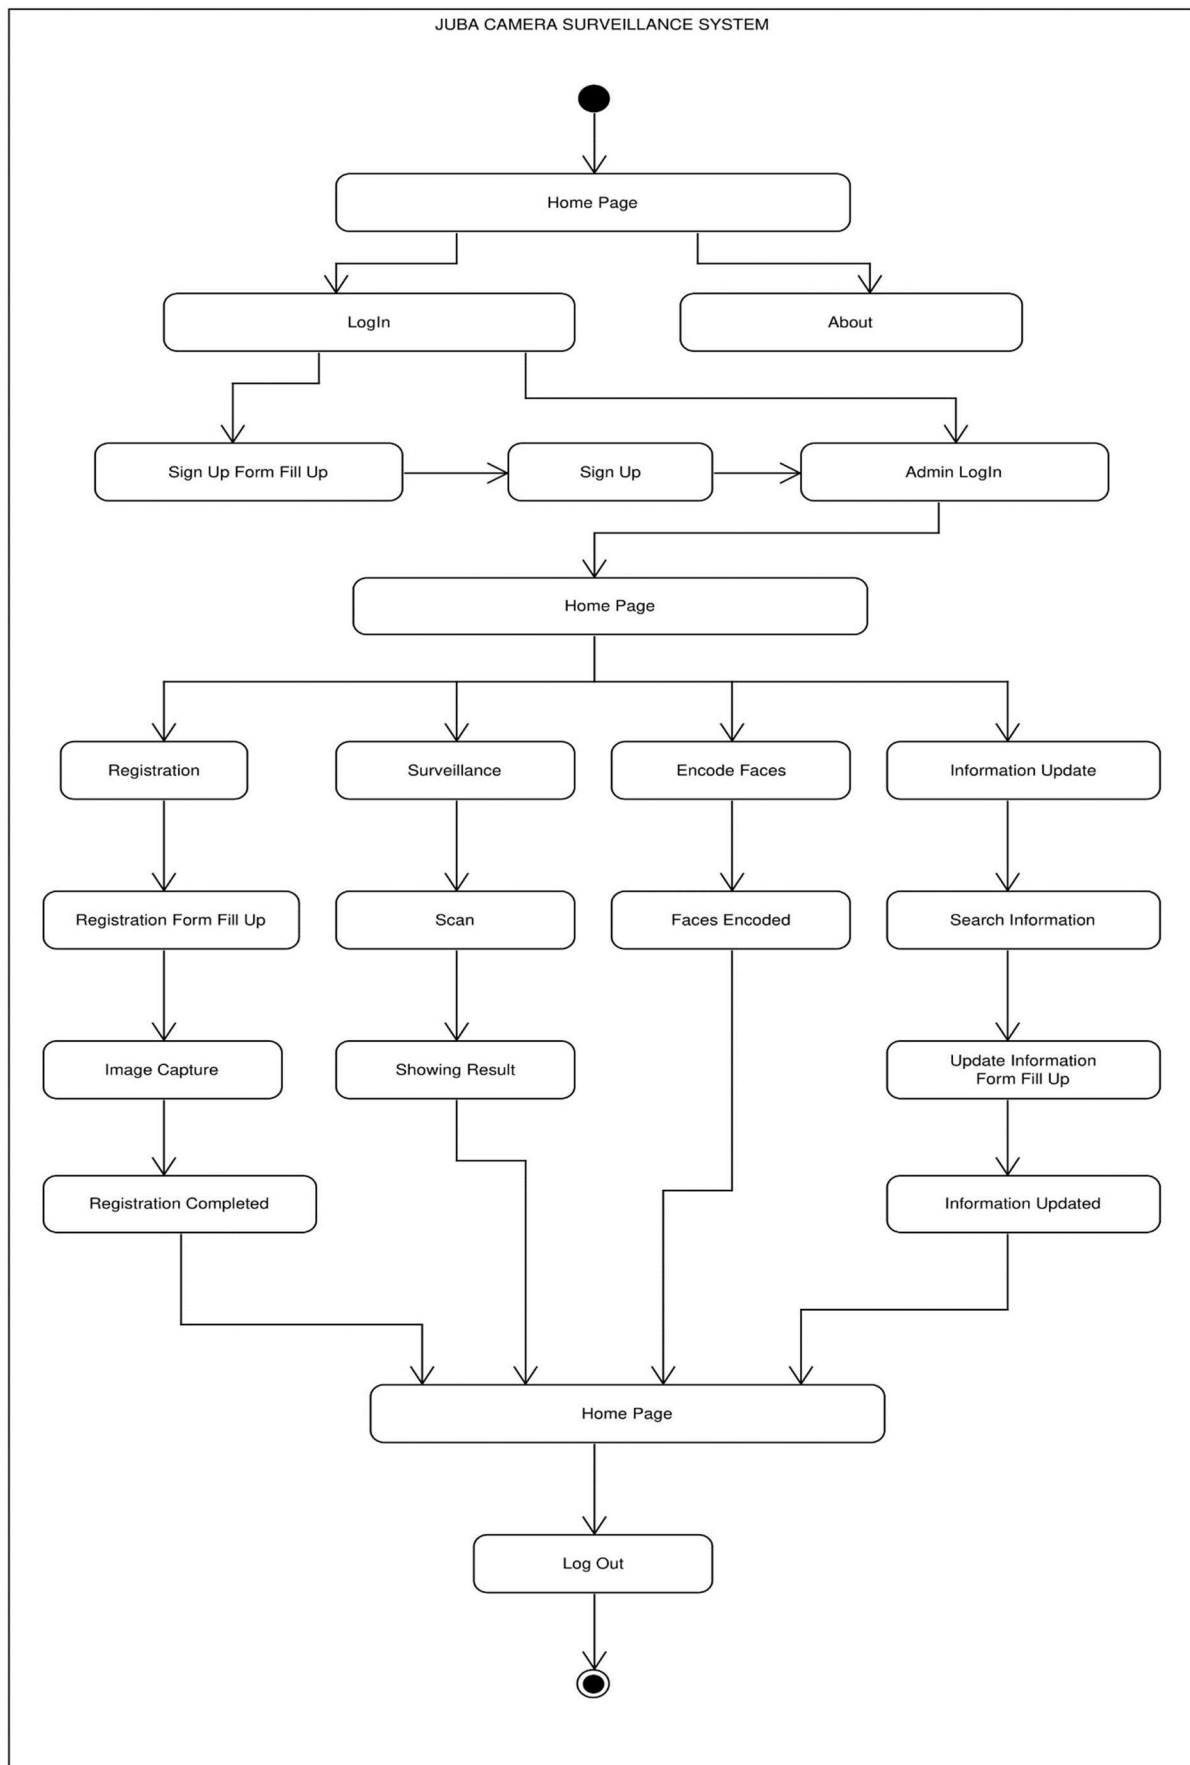 JUBA CAMERA SURVEILLANCE SYSTEM
Home Page
LogIn
About
Sign Up Form Fill Up
Sign Up
Admin LogIn
Home Page
Registration
Surveillance
Encode Faces
Information Update
Registration Form Fill Up
Scan
Faces Encoded
Search Information
Image Capture
Showing Result
Update Information
Form Fill Up
Registration Completed
Information Updated
Home Page
Log Out